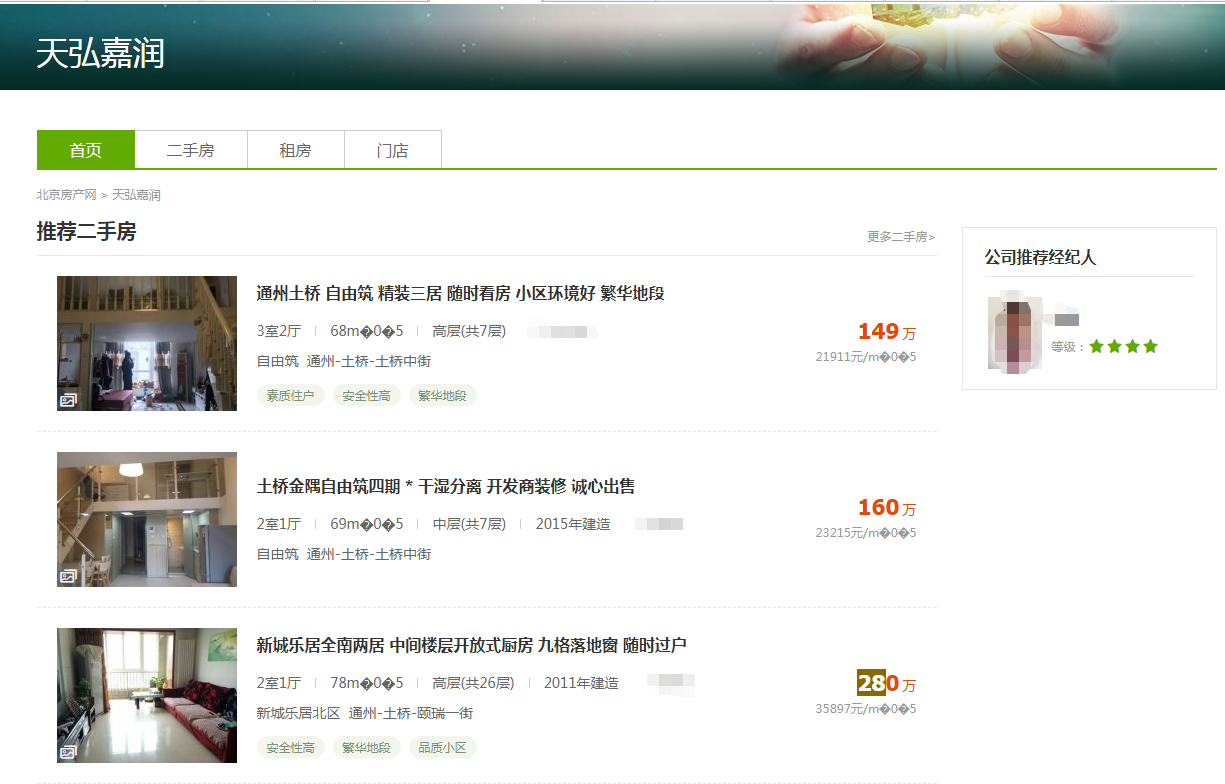 天弘嘉润
首页 二手房 租房 门店
北京房产网 > 天弘嘉润
推荐二手房
更多二手房>
通州土桥 自由筑 精装三居 随时看房 小区环境好 繁华地段
3室2厅 68m�0�5 高层(共7层)
自由筑 通州-土桥-土桥中街
素质住户 安全性高 繁华地段
149万
21911元/m�0�5
土桥金隅自由筑四期 * 干湿分离 开发商装修 诚心出售
2室1厅 69m�0�5 中层(共7层) 2015年建造
自由筑 通州-土桥-土桥中街
160万
23215元/m�0�5
新城乐居全南两居 中间楼层开放式厨房 九格落地窗 随时过户
2室1厅 78m�0�5 高层(共26层) 2011年建造
新城乐居北区 通州-土桥-颐瑞一街
安全性高 繁华地段 品质小区
280万
35897元/m�0�5
公司推荐经纪人
等级：